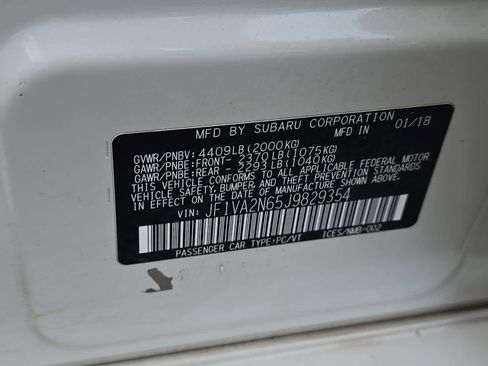 MFD BY SUBARU CORPORATION
MFD IN 01/18
GVWR/PNBV: 4409LB(2000KG)
GAWR/PNBE:FRONT- 2370LB(1075KG)
GAWR/PNBE:REAR - 2293LB(1040KG)
THIS VEHICLE CONFORMS TO ALL APPLICABLE FEDERAL MOTOR
VEHICLE SAFETY, BUMPER AND THEFT PREVENTION STANDARDS
IN EFFECT ON THE DATE OF MANUFACTURE SHOWN ABOVE.
VIN: JF1VA2N65J9829354
PASSENGER CAR TYPE:PC/VT ICES/NMB-002